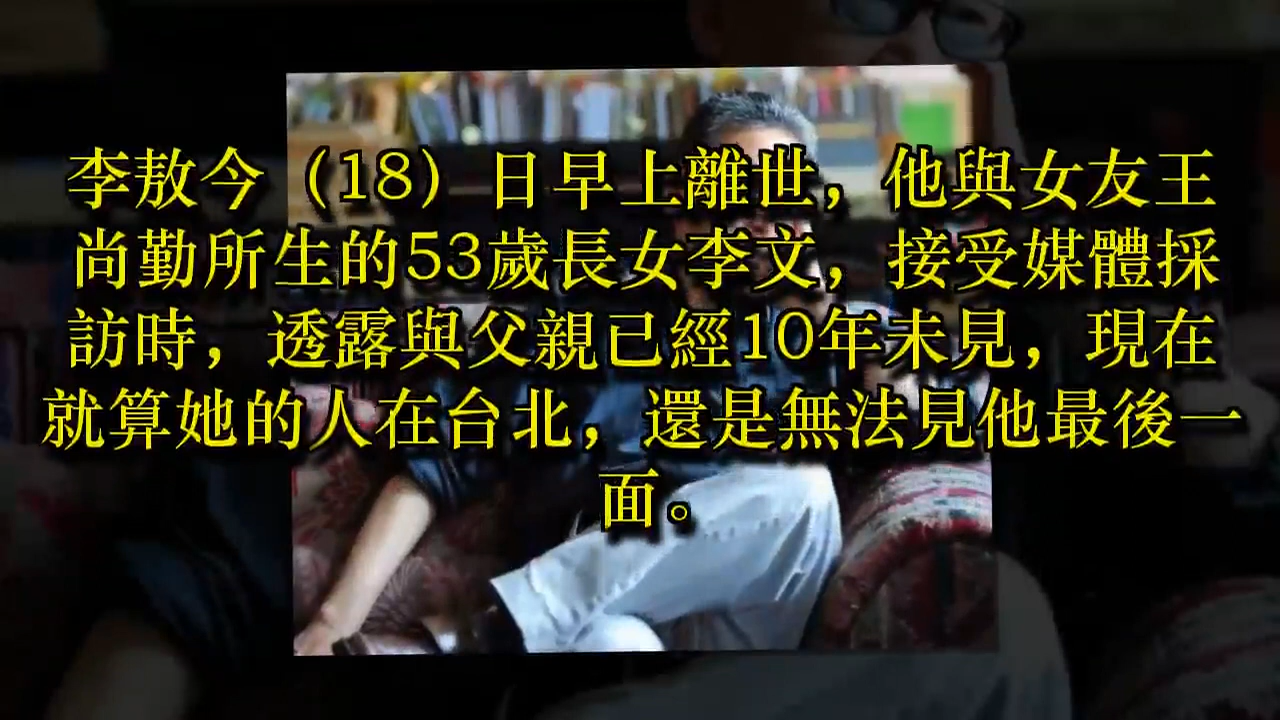 李敖今（18）日早上離世，他與女友王
尚勤所生的53歲長女李文，接受媒體採
訪時，透露與父親已經10年未見，現在
就算她的人在台北，還是無法見他最後一
面。